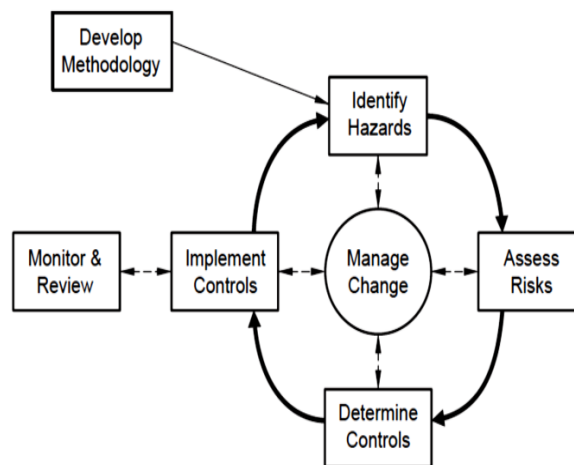 Develop
Methodology
Identify
Hazards
Monitor &
Review
Implement
Controls
Manage
Change
Assess
Risks
Determine
Controls